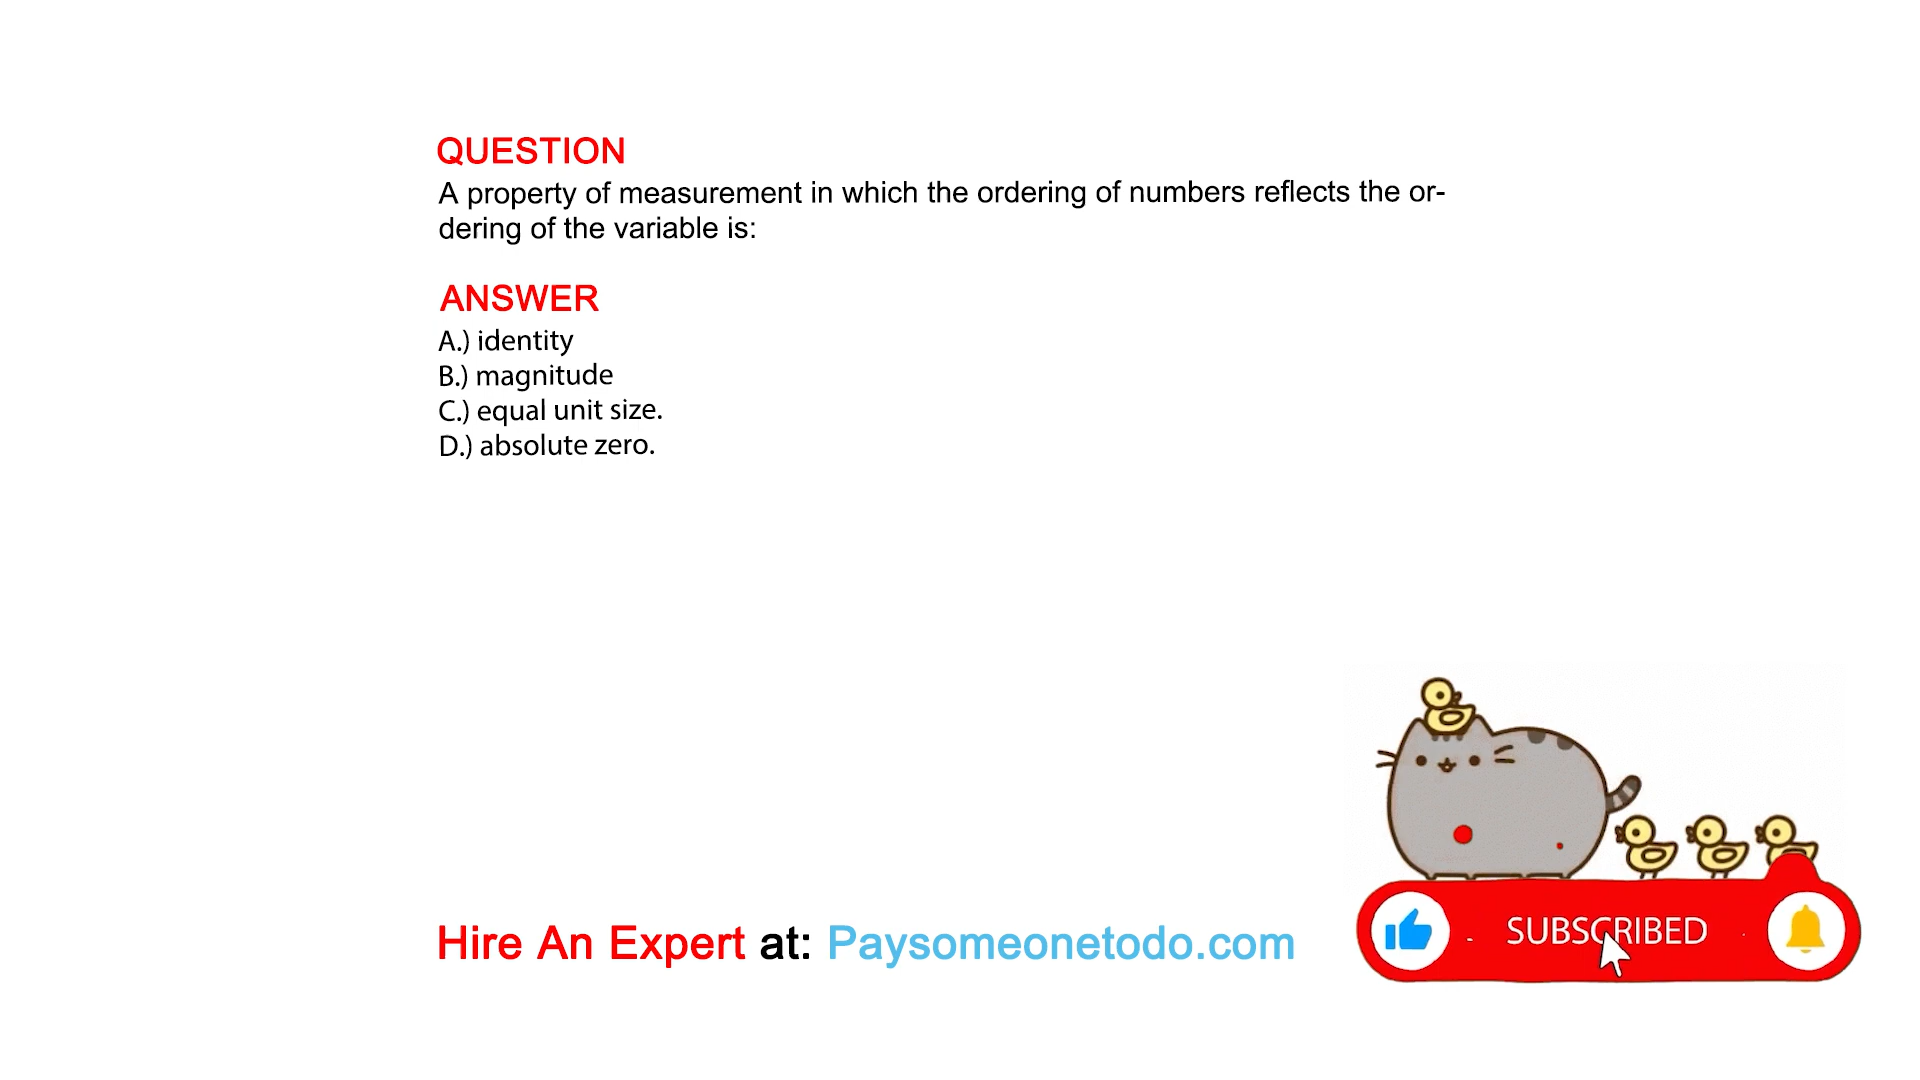 QUESTION
A property of measurement in which the ordering of numbers reflects the or-
dering of the variable is:
ANSWER
A.) identity
B.) magnitude
C.) equal unit size.
D.) absolute zero.
Hire An Expert at: Paysomeonetodo.com
SUBSCRIBED